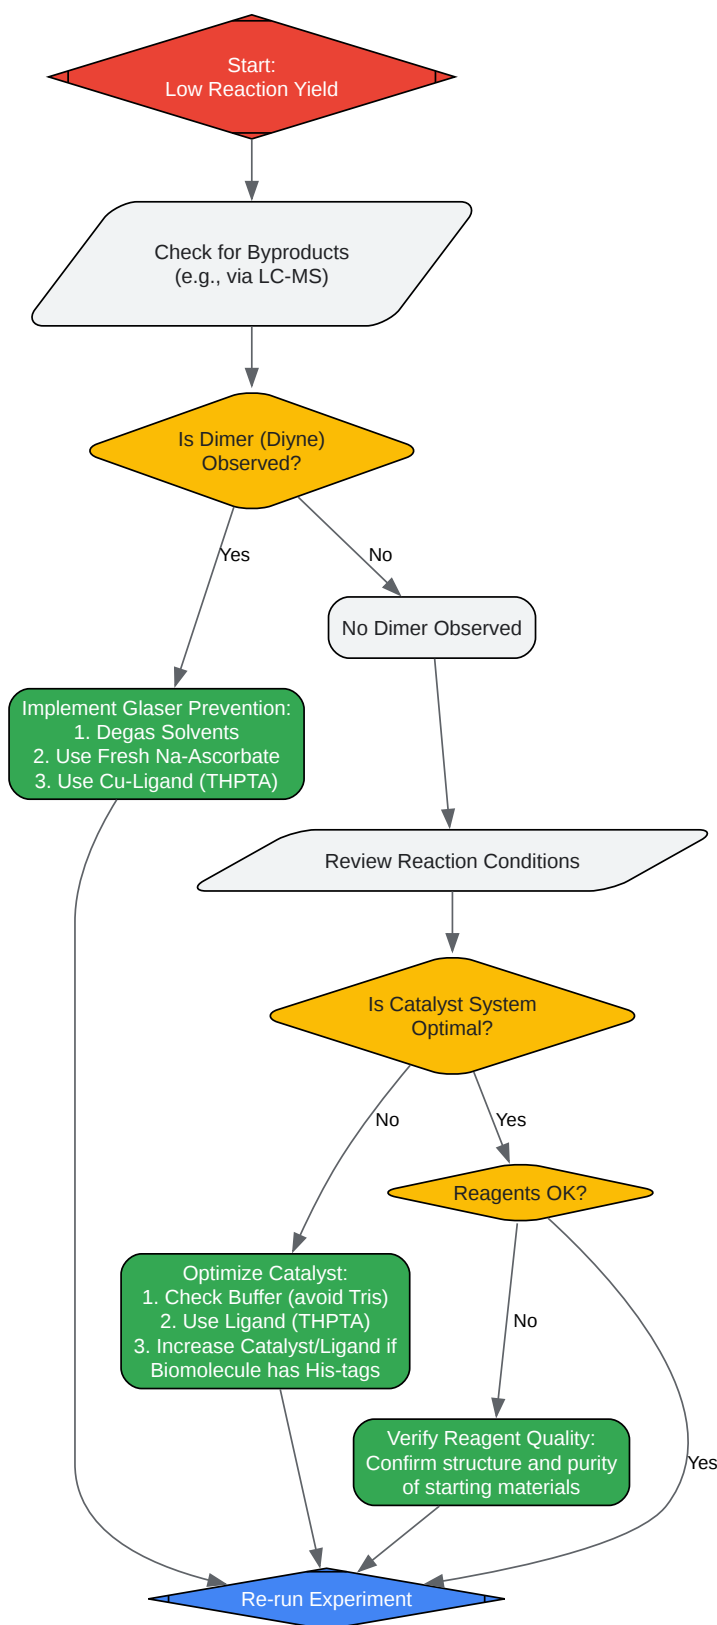 Start:
Low Reaction Yield
Check for Byproducts
(e.g., via LC-MS)
Is Dimer (Diyne)
Observed?
Yes
No
No Dimer Observed
Implement Glaser Prevention:
1. Degas Solvents
2. Use Fresh Na-Ascorbate
3. Use Cu-Ligand (THPTA)
Review Reaction Conditions
Is Catalyst System
Optimal?
No
Yes
Reagents OK?
Optimize Catalyst:
1. Check Buffer (avoid Tris)
2. Use Ligand (THPTA)
3. Increase Catalyst/Ligand if
Biomolecule has His-tags
No
Verify Reagent Quality:
Confirm structure and purity
of starting materials
Yes
Re-run Experiment